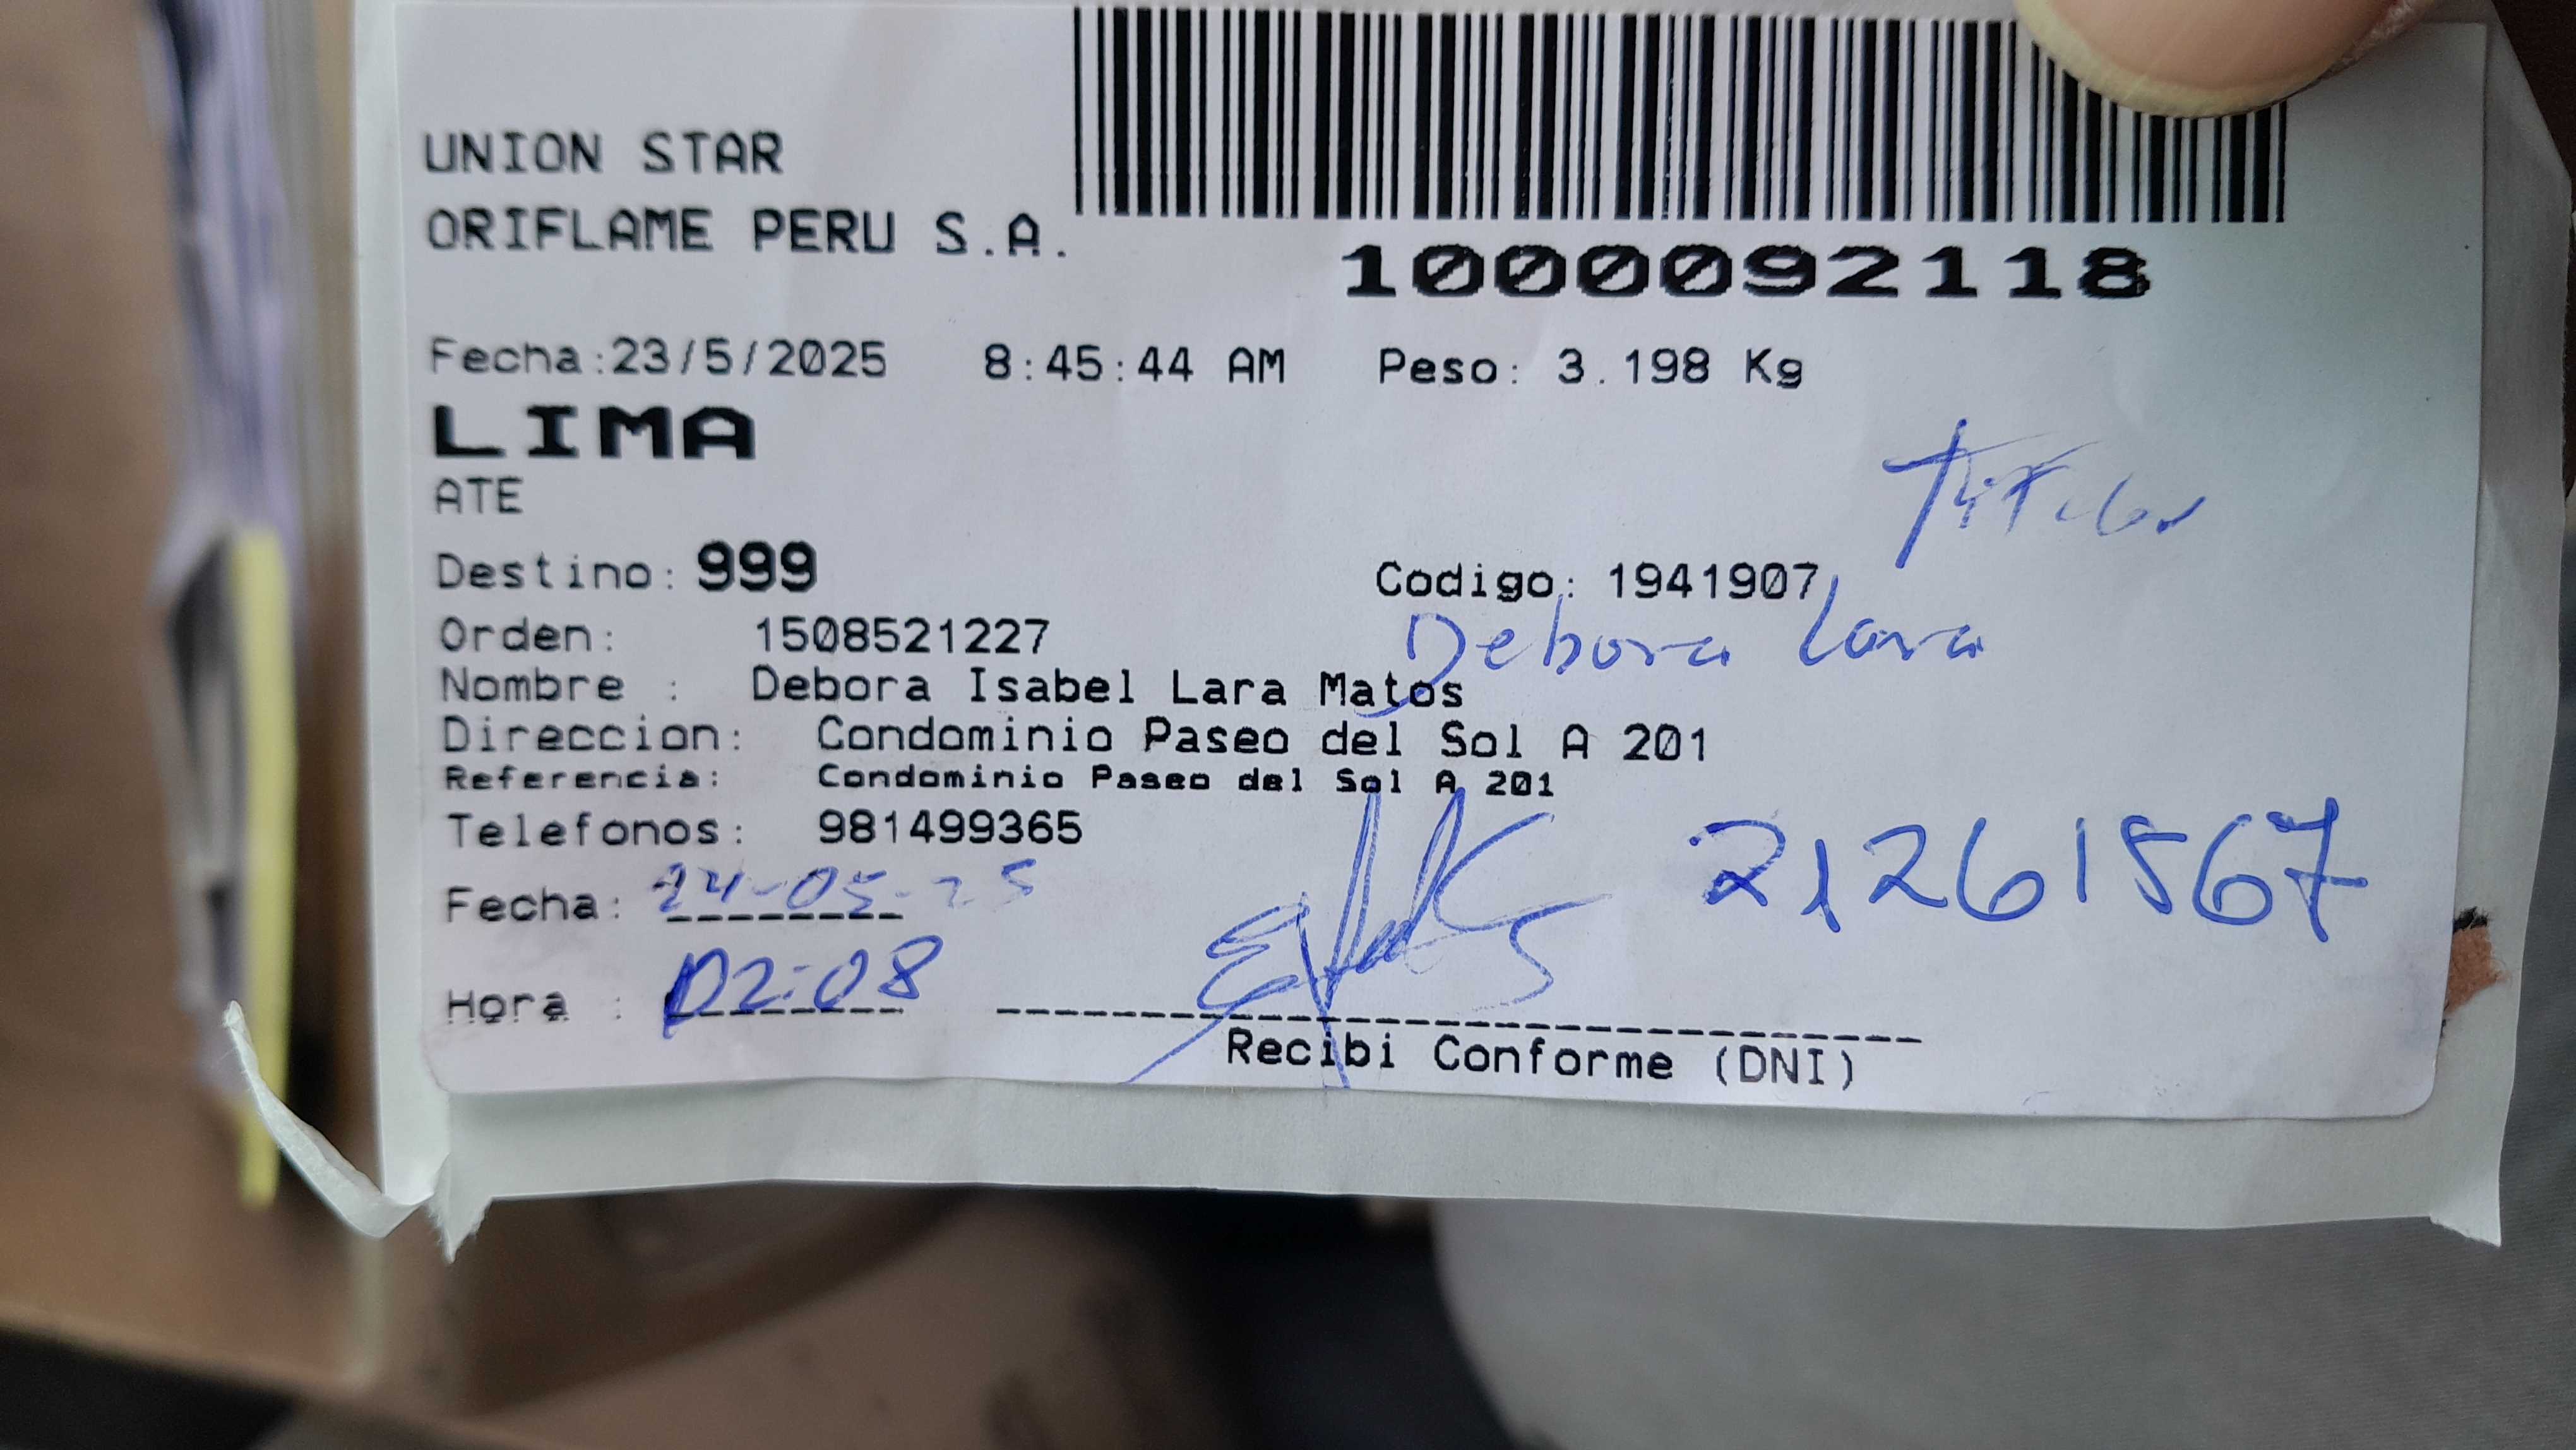 UNION STAR
ORIFLAME PERU S.A.
1000092118
Fecha:23/5/2025 8:45:44 AM Peso: 3.198 Kg
LIMA
ATE
Titular
Destino: 999 Codigo: 1941907
Debora Lara
Orden: 1508521227
Nombre : Debora Isabel Lara Matos
Direccion: Condominio Paseo del Sol A 201
Referencia: Condominio Paseo del Sol A 201
Telefonos: 981499365
21261567
Fecha: 24-05-25
Hora : 02:08
Recibi Conforme (DNI)